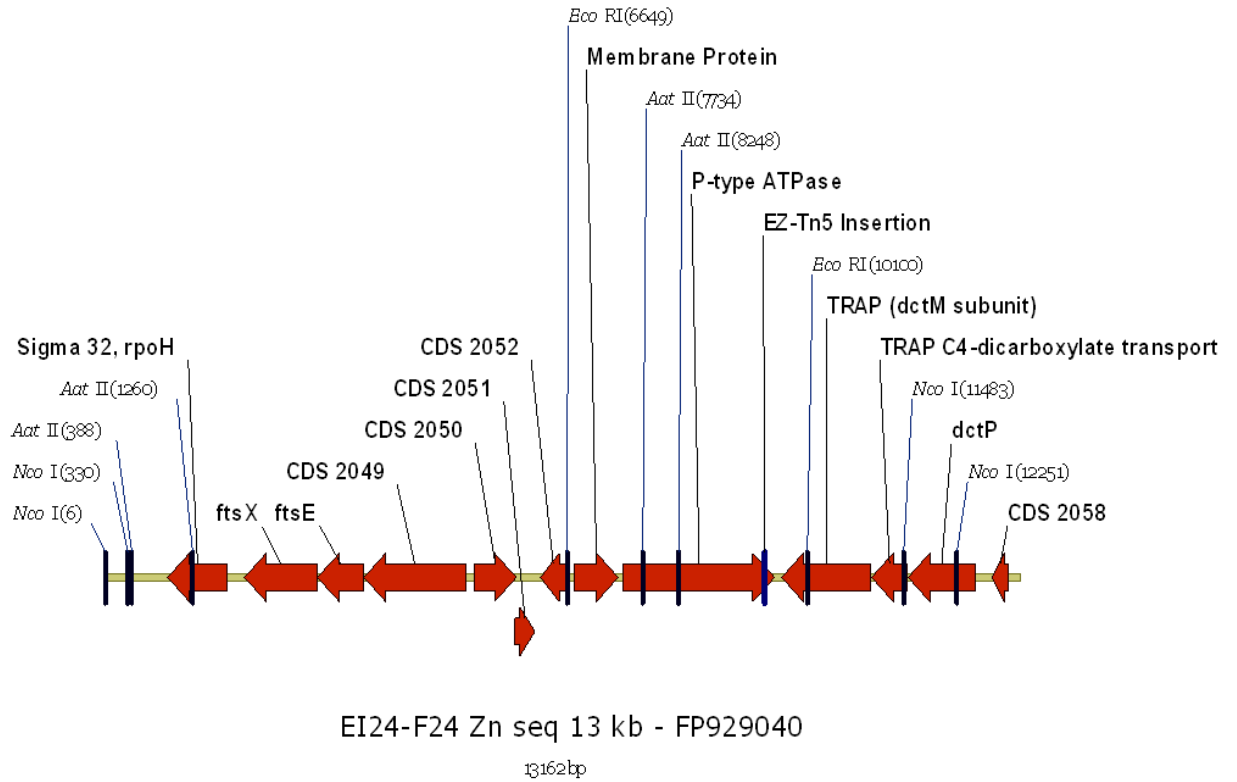 Eco RI(6649)
Membrane Protein
Aat II(7734)
Aat II(8248)
P-type ATPase
EZ-Tn5 Insertion
Eco RI(10100)
TRAP (dctM subunit)
Sigma 32, rpoH
CDS 2052
TRAP C4-dicarboxylate transport
Aat II(1260)
CDS 2051
Nco I(11483)
Aat II(388)
CDS 2050
dctP
Nco I(330)
CDS 2049
Nco I(12251)
Nco I(6)
ftsX
ftsE
CDS 2058
EI24-F24 Zn seq 13 kb - FP929040
13162 bp